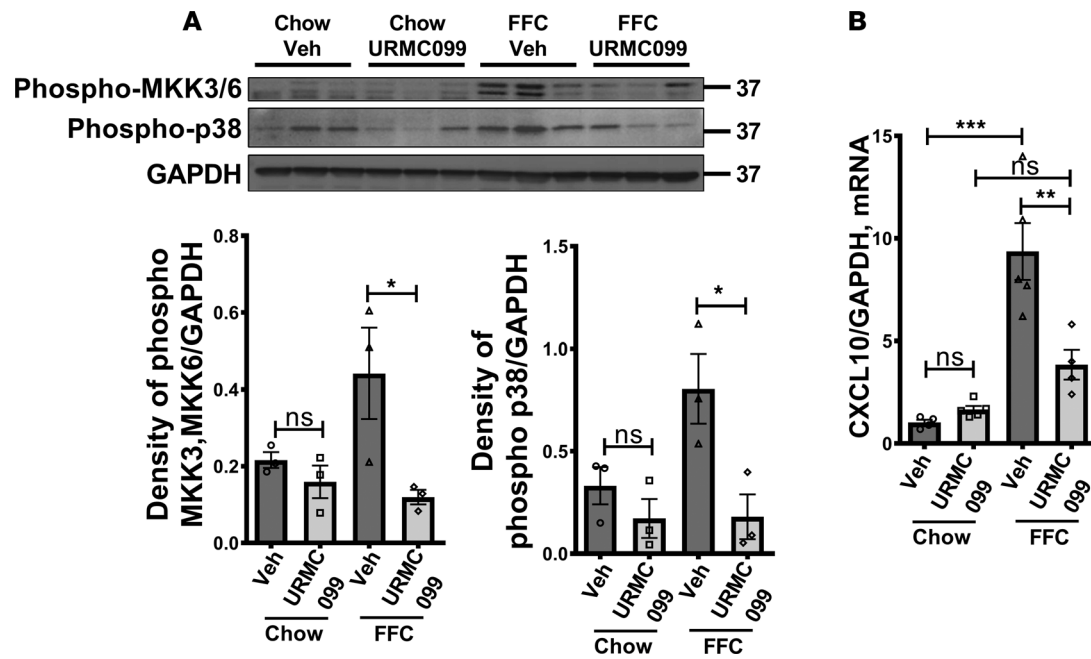 A
Chow Chow FFC FFC
Veh URMC099 Veh URMC099
Phospho-MKK3/6 37
Phospho-p38 37
GAPDH 37
Density of phospho
MKK3,MKK6/GAPDH
0.8
0.6
0.4
0.2
0.0
ns
*
Veh
URMC
099
Veh
URMC
099
Chow FFC
Density of
phospho p38/GAPDH
1.5
1.0
0.5
0.0
ns
*
Veh
URMC
099
Veh
URMC
099
Chow FFC
B
CXCL10/GAPDH, mRNA
15
10
5
0
***
ns
**
ns
Veh
URMC
099
Veh
URMC
099
Chow FFC